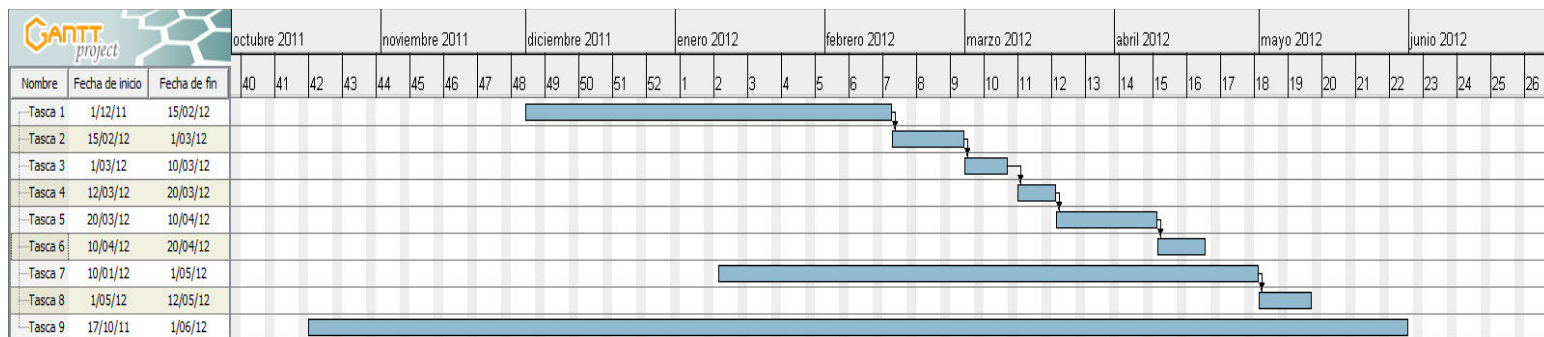 GANTT
project
octubre 2011 noviembre 2011 diciembre 2011 enero 2012 febrero 2012 marzo 2012 abril 2012 mayo 2012 junio 2012
Nombre Fecha de inicio Fecha de fin 40 41 42 43 44 45 46 47 48 49 50 51 52 1 2 3 4 5 6 7 8 9 10 11 12 13 14 15 16 17 18 19 20 21 22 23 24 25 26
Tasca 1 1/12/11 15/02/12
Tasca 2 15/02/12 1/03/12
Tasca 3 1/03/12 10/03/12
Tasca 4 12/03/12 20/03/12
Tasca 5 20/03/12 10/04/12
Tasca 6 10/04/12 20/04/12
Tasca 7 10/01/12 1/05/12
Tasca 8 1/05/12 12/05/12
Tasca 9 17/10/11 1/06/12